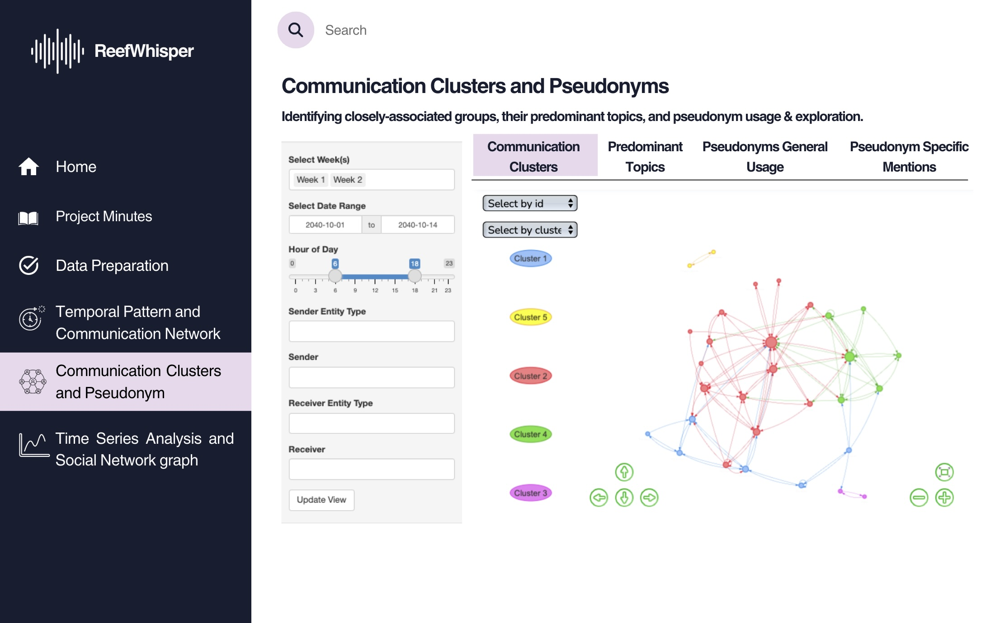 ReefWhisper
Home
Project Minutes
Data Preparation
Temporal Pattern and
Communication Network
Communication Clusters
and Pseudonym
Time Series Analysis and
Social Network graph
Search
Communication Clusters and Pseudonyms
Identifying closely-associated groups, their predominant topics, and pseudonym usage & exploration.
Select Week(s)
Week 1 Week 2
Select Date Range
2040-10-01 to 2040-10-14
Hour of Day
0 6 18 23
0 3 6 9 12 15 18 21 23
Sender Entity Type
Sender
Receiver Entity Type
Receiver
Update View
Communication
Clusters
Predominant
Topics
Pseudonyms General
Usage
Pseudonym Specific
Mentions
Select by id
Select by cluste
Cluster 1
Cluster 5
Cluster 2
Cluster 4
Cluster 3